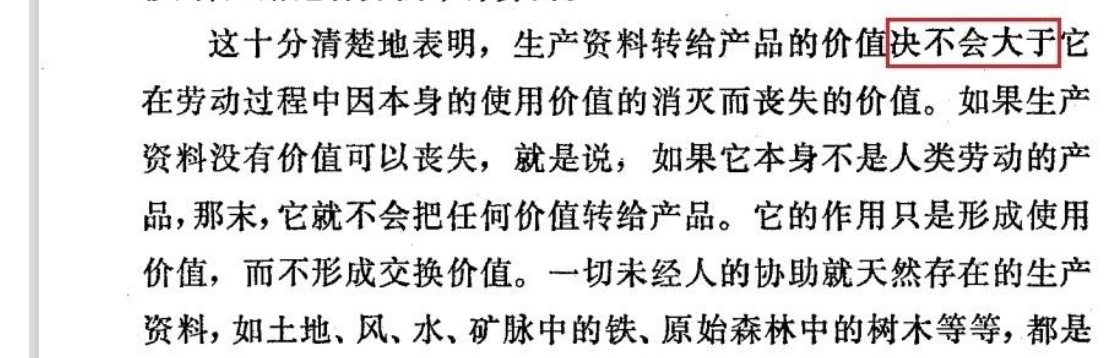 这十分清楚地表明，生产资料转给产品的价值决不会大于它
在劳动过程中因本身的使用价值的消灭而丧失的价值。如果生产
资料没有价值可以丧失，就是说，如果它本身不是人类劳动的产
品，那末，它就不会把任何价值转给产品。它的作用只是形成使用
价值，而不形成交换价值。一切未经人的协助就天然存在的生产
资料，如土地、风、水、矿脉中的铁、原始森林中的树木等等，都是